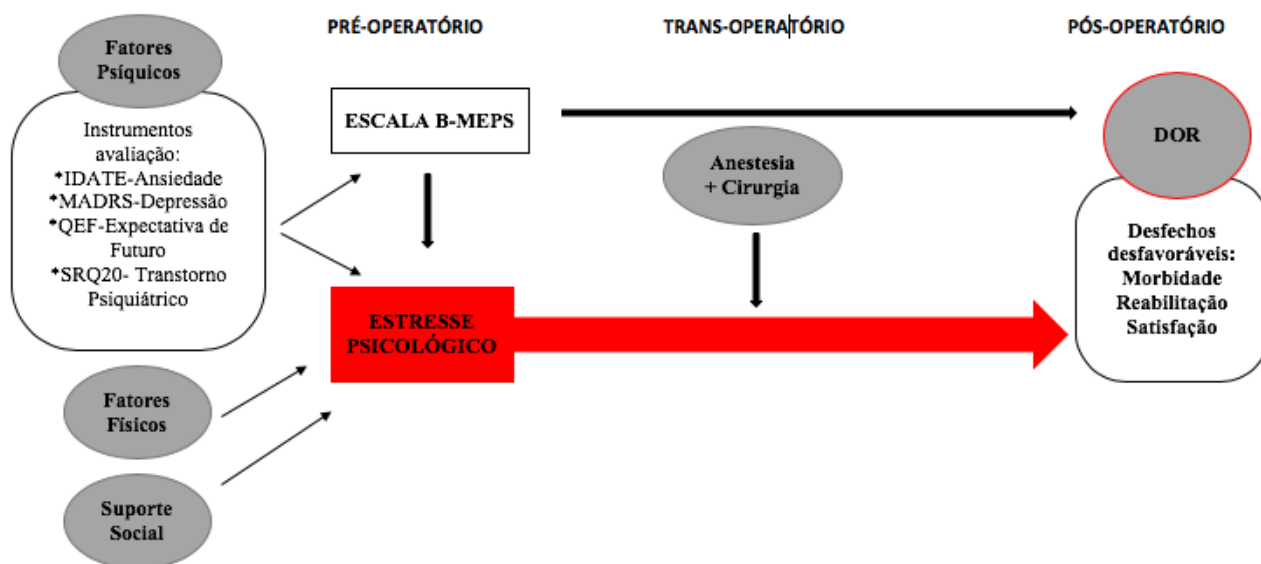 PRÉ-OPERATÓRIO
TRANS-OPERATÓRIO
PÓS-OPERATÓRIO
Fatores
Psíquicos
Instrumentos
avaliação:
*IDATE-Ansiedade
*MADRS-Depressão
*QEF-Expectativa de
Futuro
*SRQ20- Transtorno
Psiquiátrico
ESCALA B-MEPS
Anestesia
+ Cirurgia
DOR
Desfechos
desfavoráveis:
Morbidade
Reabilitação
Satisfação
ESTRESSE
PSICOLÓGICO
Fatores
Físicos
Suporte
Social